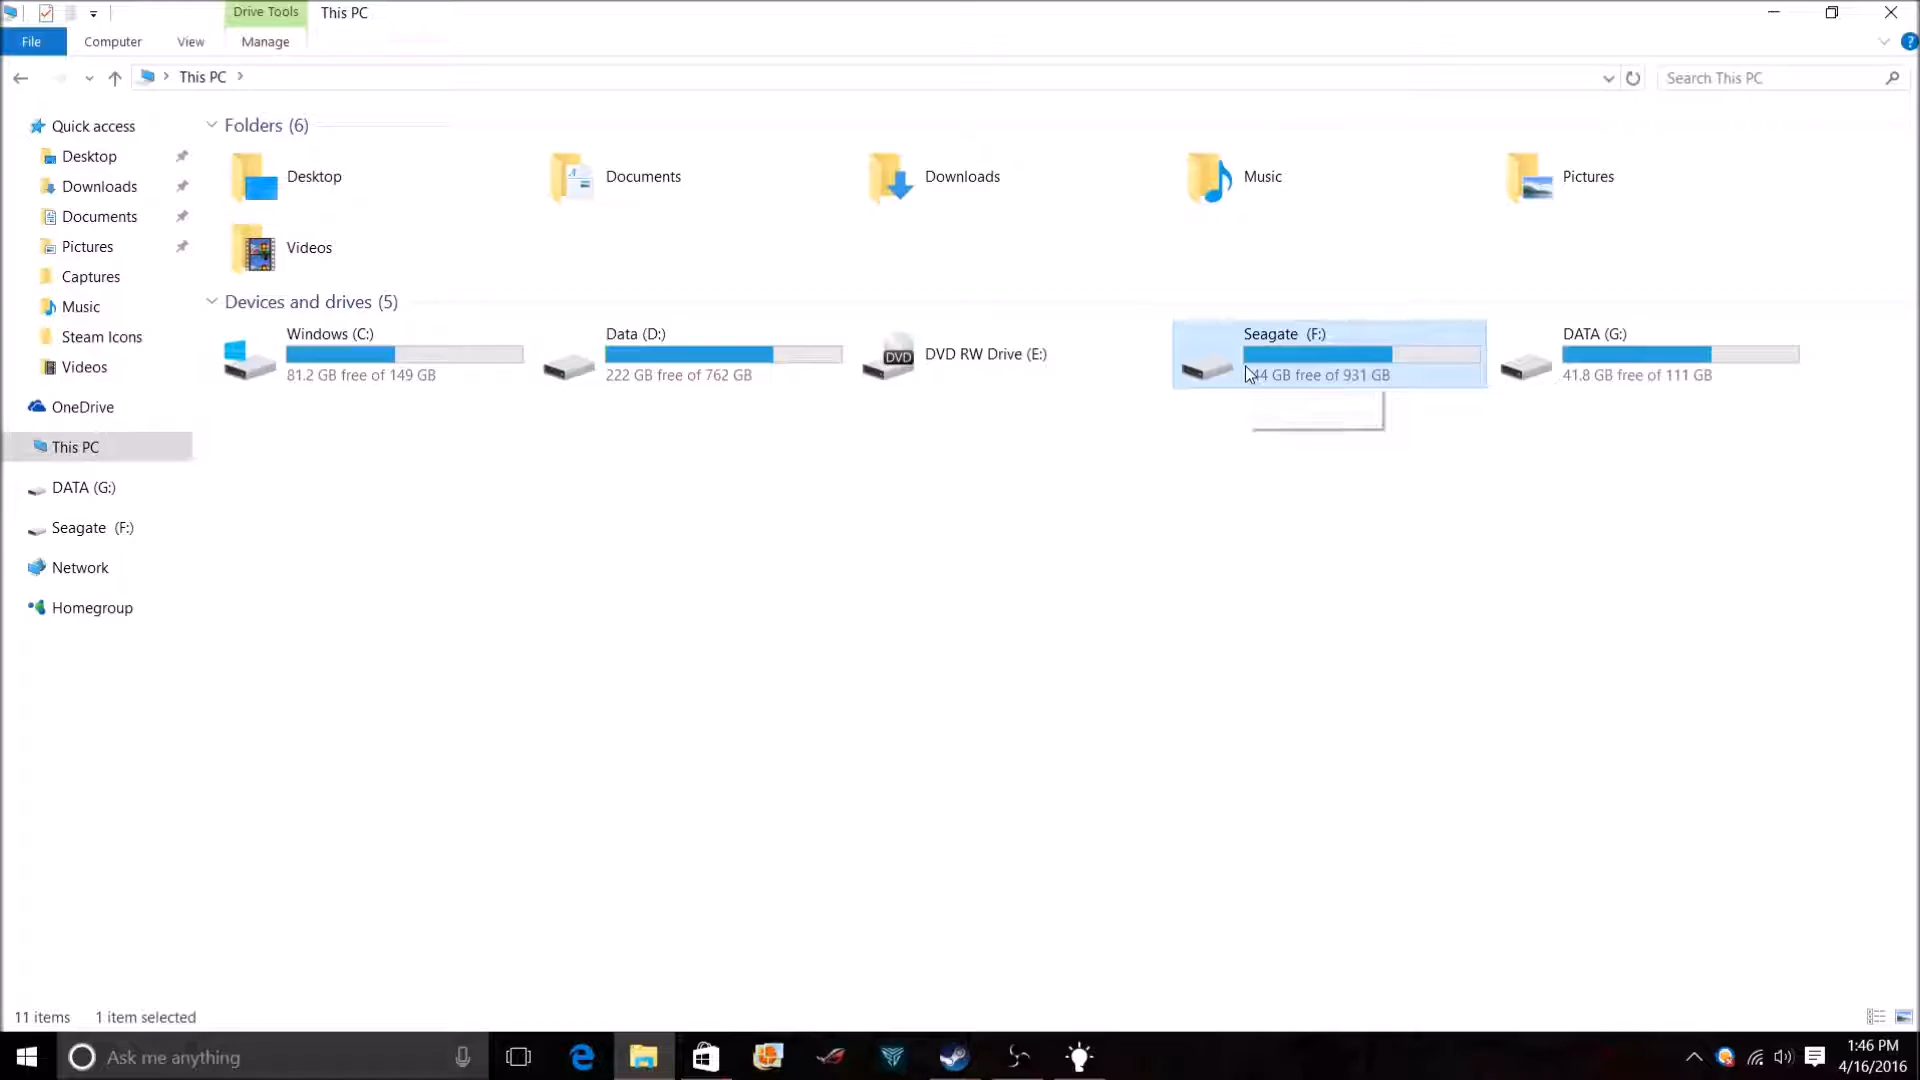 Drive Tools
This PC
File
Computer
View
Manage
This PC
Search This PC
Quick access
Desktop
Downloads
Documents
Pictures
Captures
Music
Steam Icons
Videos
OneDrive
This PC
DATA (G:)
Seagate (F:)
Network
Homegroup
Folders (6)
Desktop
Documents
Downloads
Music
Pictures
Videos
Devices and drives (5)
Windows (C:)
81.2 GB free of 149 GB
Data (D:)
222 GB free of 762 GB
DVD
DVD RW Drive (E:)
Seagate (F:)
GB free of 931 GB
DATA (G:)
41.8 GB free of 111 GB
11 items
1 item selected
Ask me anything
1:46 PM
4/16/2016